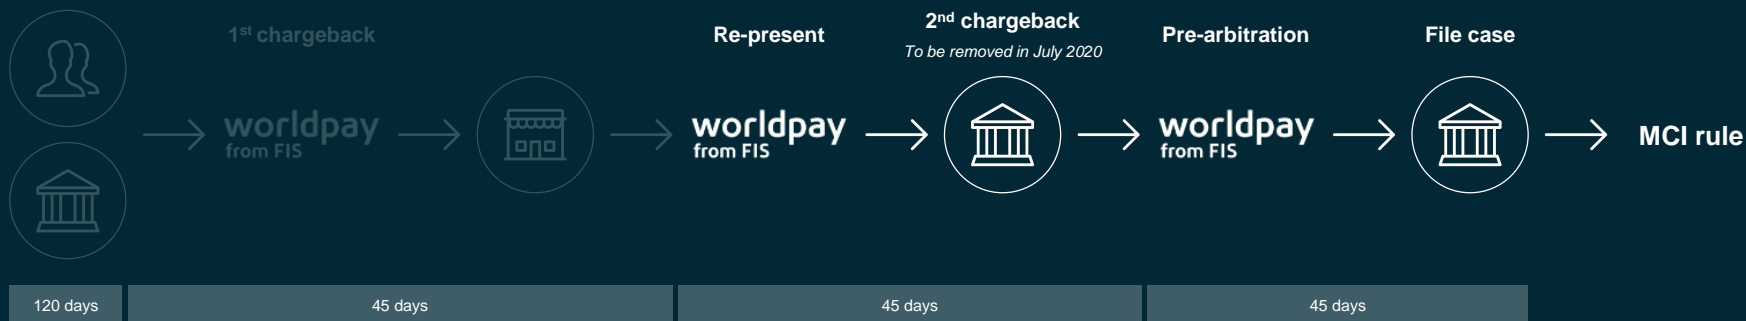 1st chargeback
Re-present
2nd chargeback
To be removed in July 2020
Pre-arbitration
File case
worldpay
from FIS
worldpay
from FIS
worldpay
from FIS
MCI rule
120 days
45 days
45 days
45 days